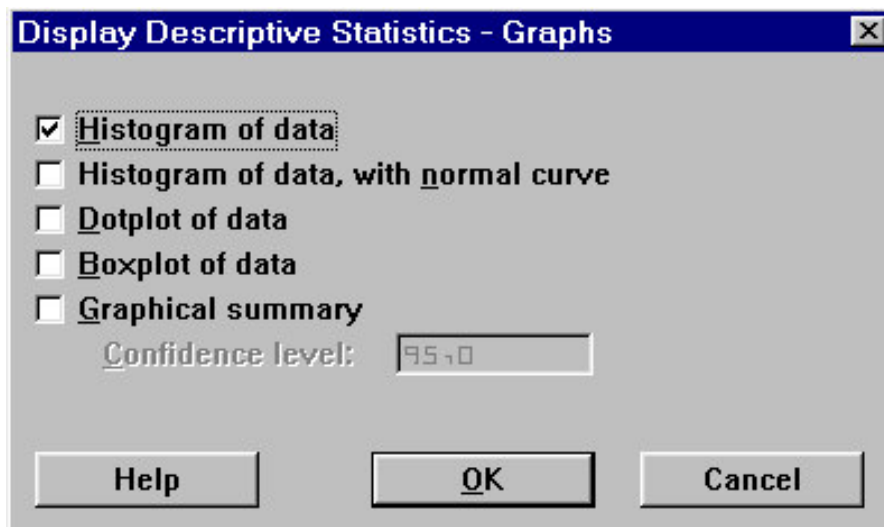 Display Descriptive Statistics - Graphs
Histogram of data
Histogram of data, with normal curve
Dotplot of data
Boxplot of data
Graphical summary
Confidence level: 95,0
Help OK Cancel